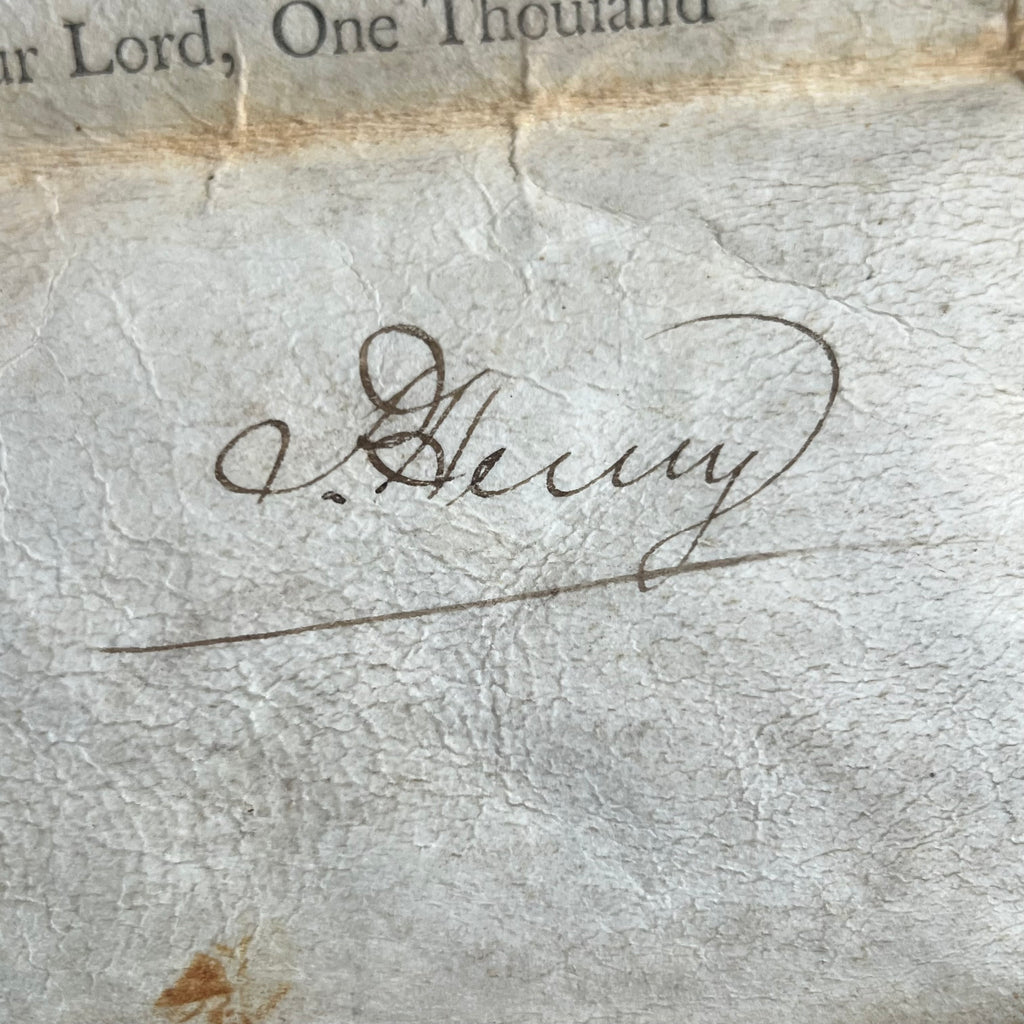 ur Lord, One Thouſand
P. Henry